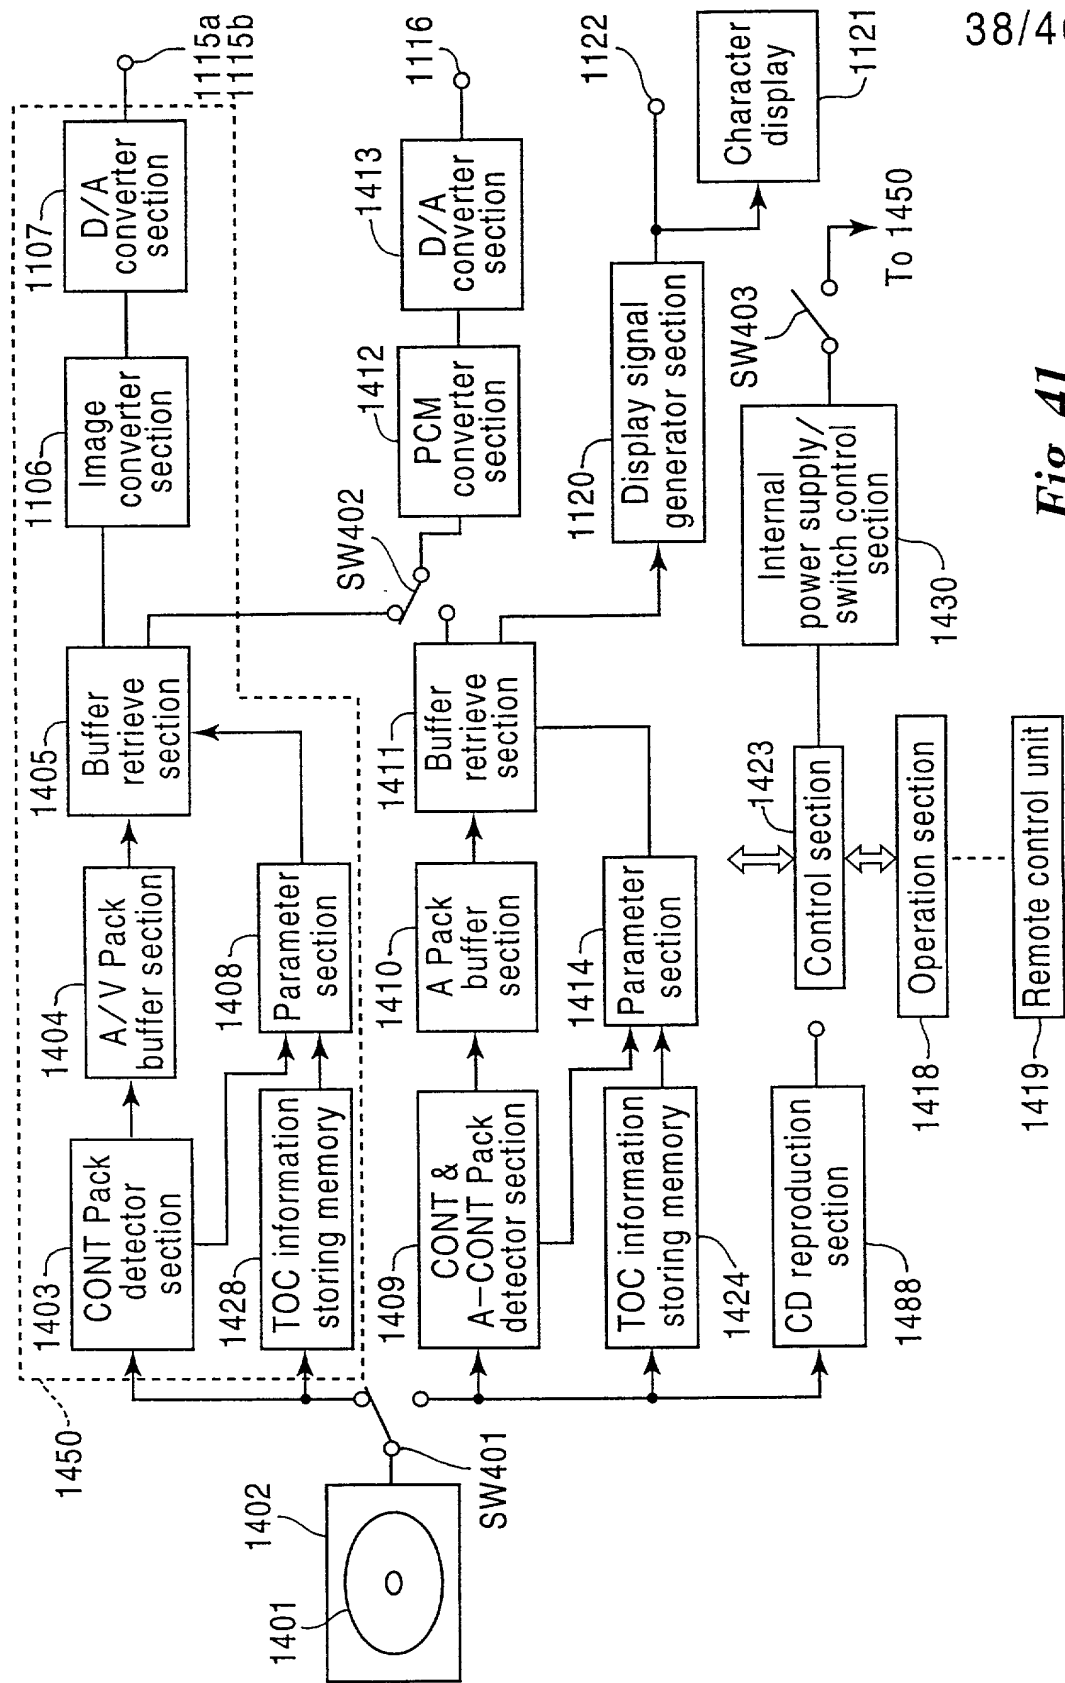 38/40
1450
1403
CONT Pack
detector
section
1404
A/V Pack
buffer section
1405
Buffer
retrieve
section
1106
Image
converter
section
1107
D/A
converter
section
1115a
1115b
1428
TOC information
storing memory
1408
Parameter
section
1402
1401
SW401
1409
CONT &
A-CONT Pack
detector section
1410
A Pack
buffer
section
1411
Buffer
retrieve
section
SW402
1412
PCM
converter
section
1413
D/A
converter
section
1116
1424
TOC information
storing memory
1414
Parameter
section
1120
Display signal
generator section
1122
Character
display
1121
1488
CD reproduction
section
1423
Control section
Internal
power supply/
switch control
section
1430
SW403
To 1450
1418
Operation section
1419
Remote control unit
Fig. 41